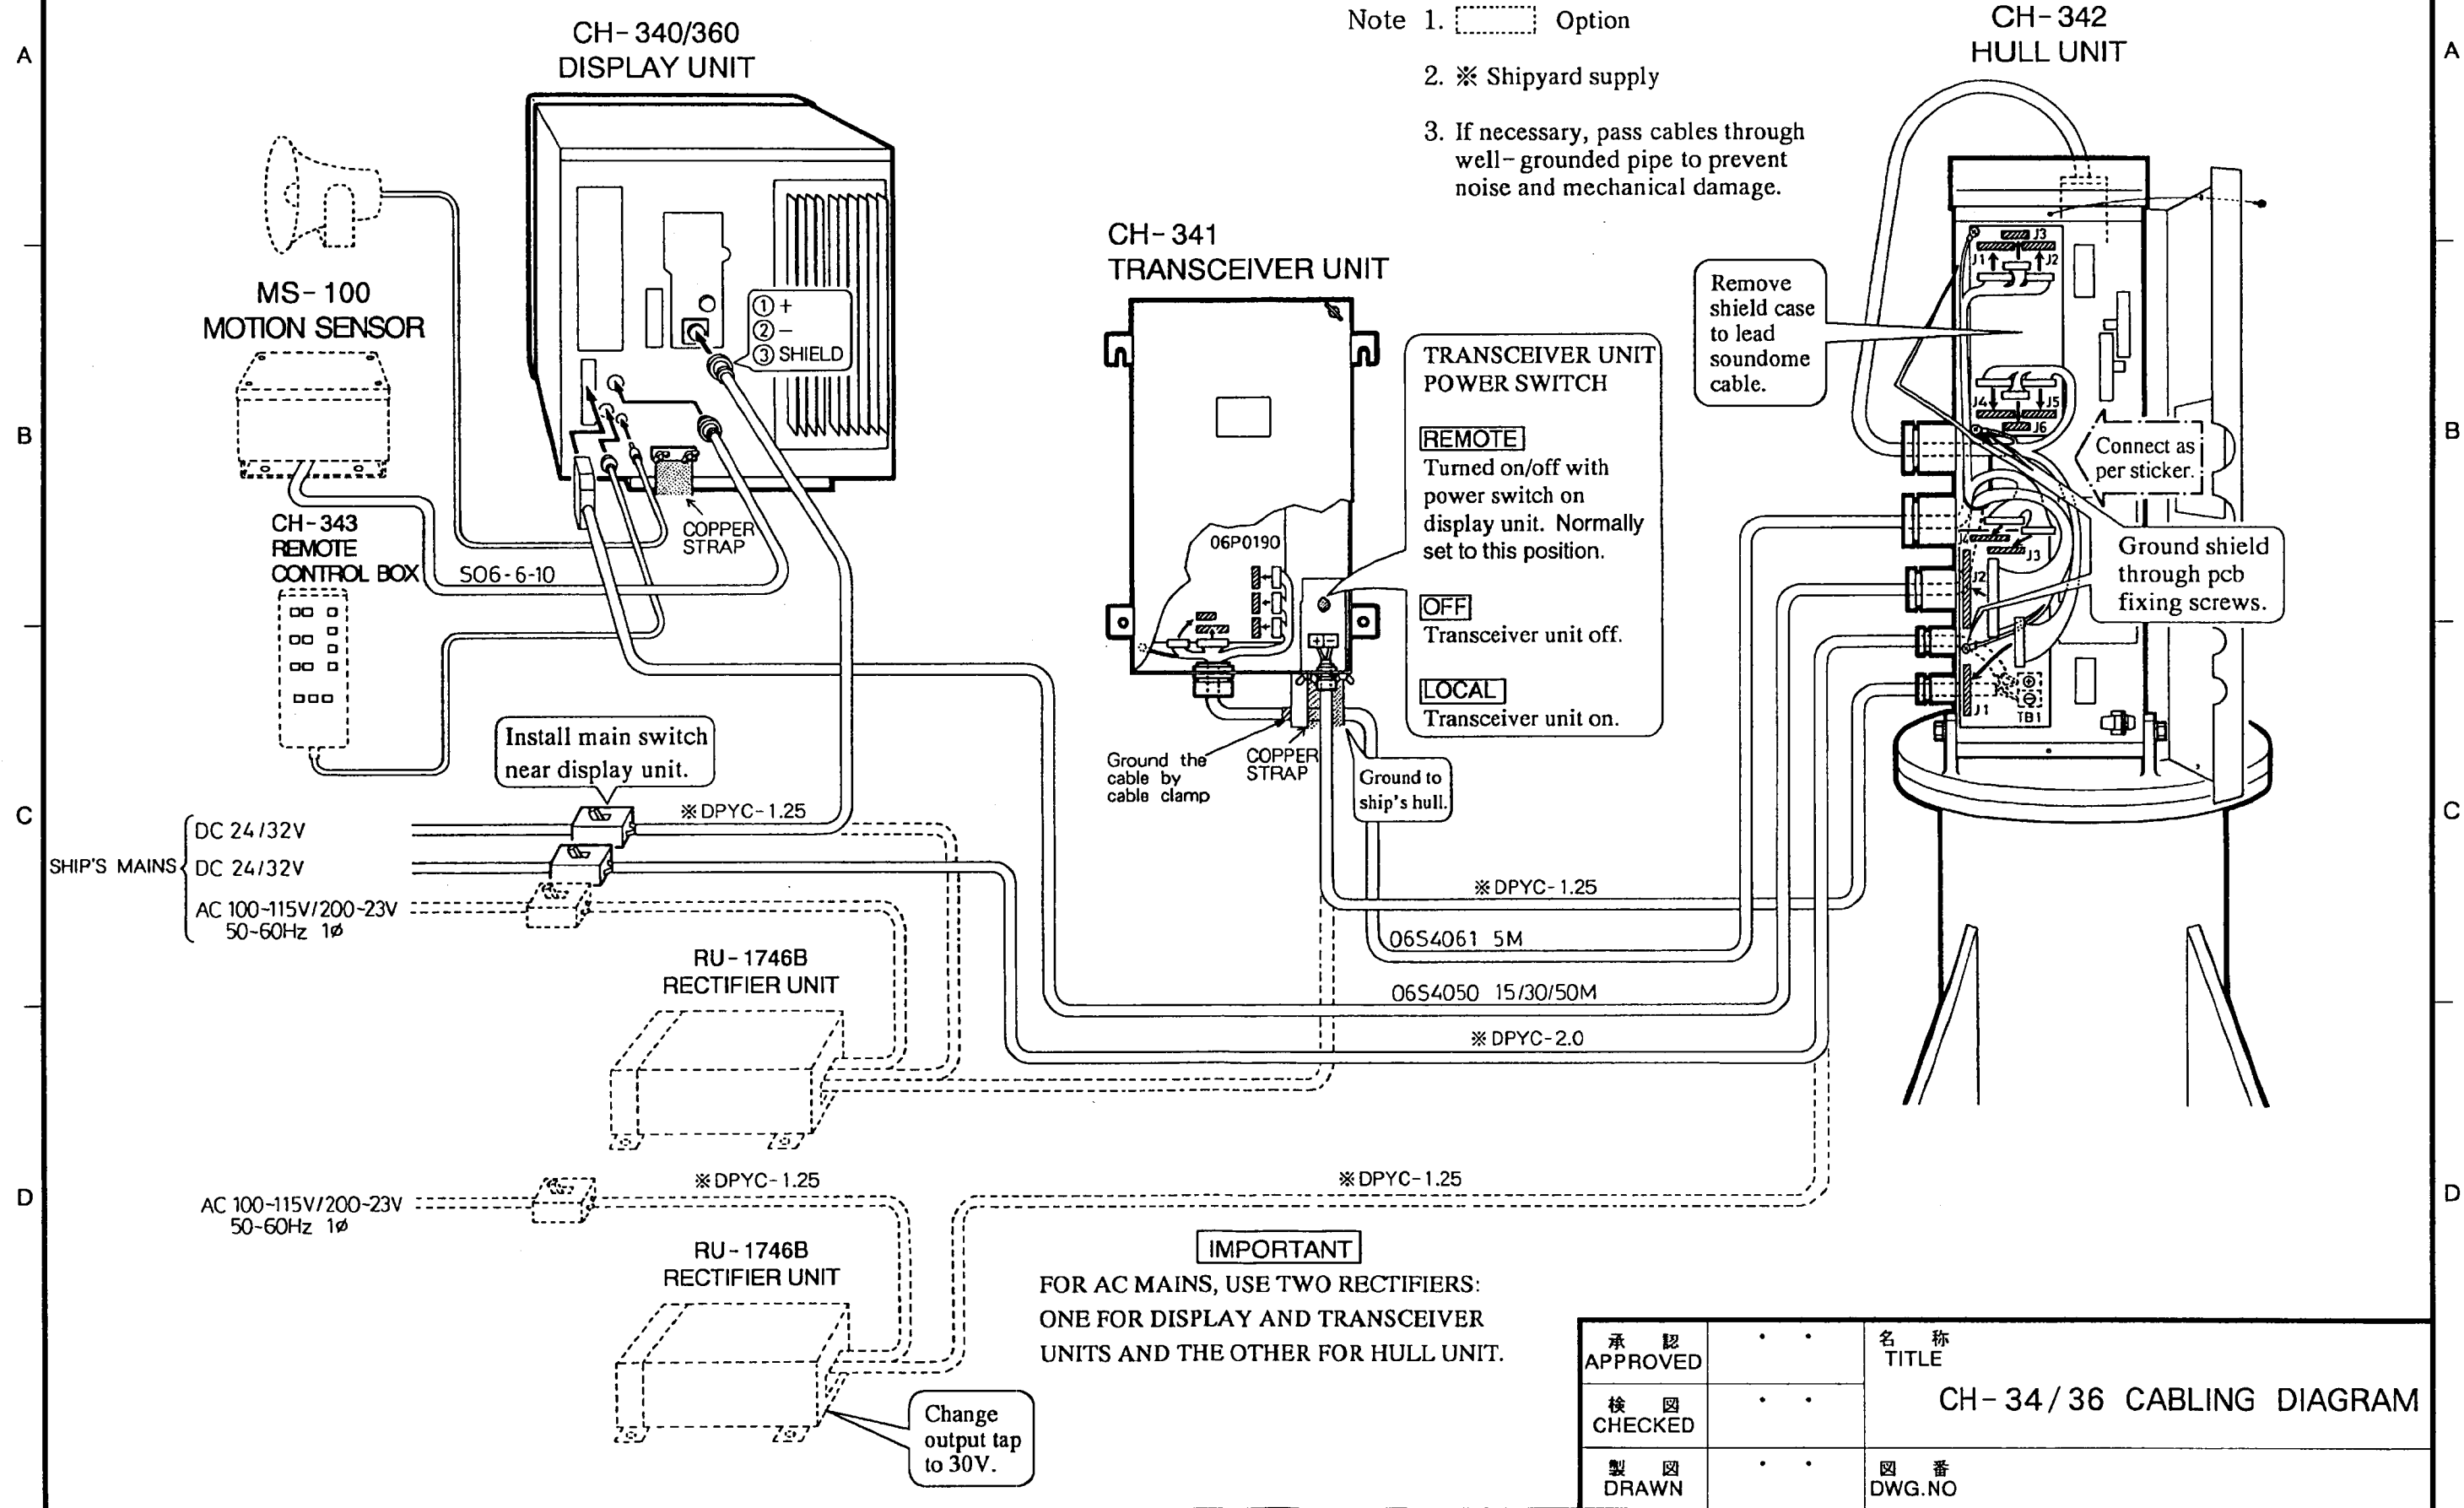 A
A
B
B
C
C
D
D
CH-340/360
DISPLAY UNIT
Note 1. Option
2. ※ Shipyard supply
3. If necessary, pass cables through
well-grounded pipe to prevent
noise and mechanical damage.
CH-342
HULL UNIT
MS-100
MOTION SENSOR
① +
② −
③ SHIELD
COPPER
STRAP
CH-343
REMOTE
CONTROL BOX
S06-6-10
CH-341
TRANSCEIVER UNIT
06P0190
+ −
TRANSCEIVER UNIT
POWER SWITCH
REMOTE
Turned on/off with
power switch on
display unit. Normally
set to this position.
OFF
Transceiver unit off.
LOCAL
Transceiver unit on.
Remove
shield case
to lead
soundome
cable.
J3
J1
J2
J4
J5
J6
Connect as
per sticker.
J4
J3
J2
J1
⊕
⊖
TB1
Ground shield
through pcb
fixing screws.
Install main switch
near display unit.
Ground the
cable by
cable clamp
COPPER
STRAP
Ground to
ship's hull.
SHIP'S MAINS
DC 24/32V
DC 24/32V
AC 100~115V/200~23V
50~60Hz 1ø
※DPYC-1.25
※DPYC-1.25
06S4061 5M
06S4050 15/30/50M
※DPYC-2.0
RU-1746B
RECTIFIER UNIT
AC 100~115V/200~23V
50~60Hz 1ø
※DPYC-1.25
※DPYC-1.25
RU-1746B
RECTIFIER UNIT
Change
output tap
to 30V.
IMPORTANT
FOR AC MAINS, USE TWO RECTIFIERS:
ONE FOR DISPLAY AND TRANSCEIVER
UNITS AND THE OTHER FOR HULL UNIT.
承認
APPROVED
名称
TITLE
CH-34/36 CABLING DIAGRAM
検図
CHECKED
製図
DRAWN
図番
DWG.NO